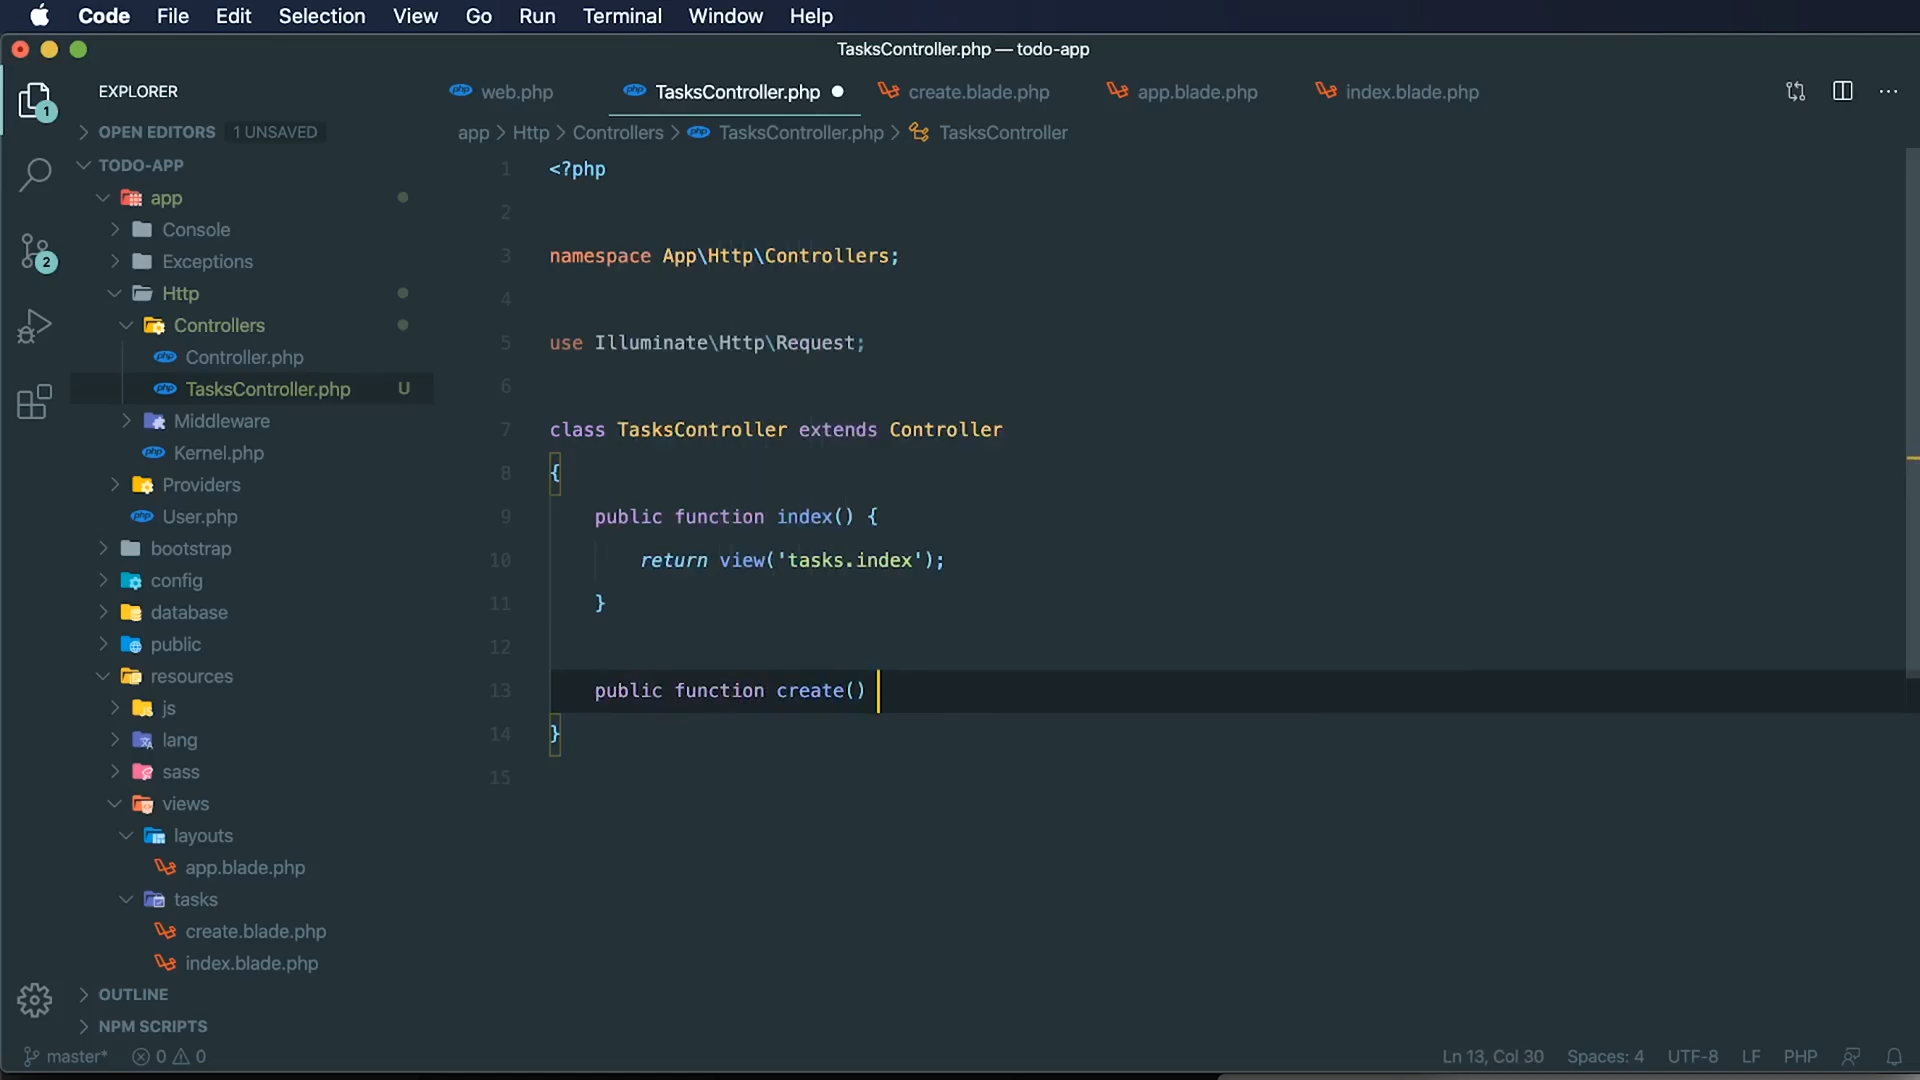 Code File Edit Selection View Go Run Terminal Window Help
TasksController.php — todo-app
EXPLORER
web.php TasksController.php create.blade.php app.blade.php index.blade.php
1
OPEN EDITORS 1 UNSAVED
app > Http > Controllers > TasksController.php > TasksController
TODO-APP
app
Console
Exceptions
2
Http
Controllers
Controller.php
TasksController.php U
Middleware
Kernel.php
Providers
User.php
bootstrap
config
database
public
resources
js
lang
sass
views
layouts
app.blade.php
tasks
create.blade.php
index.blade.php
OUTLINE
NPM SCRIPTS
1 <?php
2
3 namespace App\Http\Controllers;
4
5 use Illuminate\Http\Request;
6
7 class TasksController extends Controller
8 {
9 public function index() {
10 return view('tasks.index');
11 }
12
13 public function create()
14 }
15
master* 0 0 Ln 13, Col 30 Spaces: 4 UTF-8 LF PHP